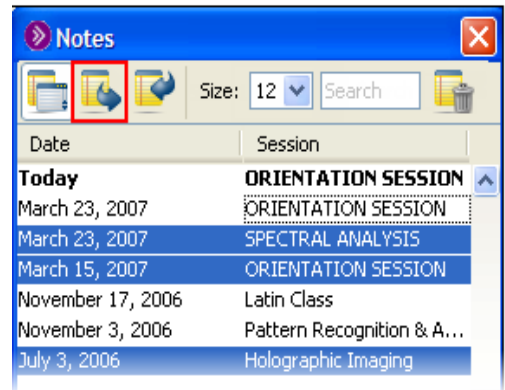 Notes
Size: 12 Search
Date Session
Today ORIENTATION SESSION
March 23, 2007 ORIENTATION SESSION
March 23, 2007 SPECTRAL ANALYSIS
March 15, 2007 ORIENTATION SESSION
November 17, 2006 Latin Class
November 3, 2006 Pattern Recognition & A...
July 3, 2006 Holographic Imaging